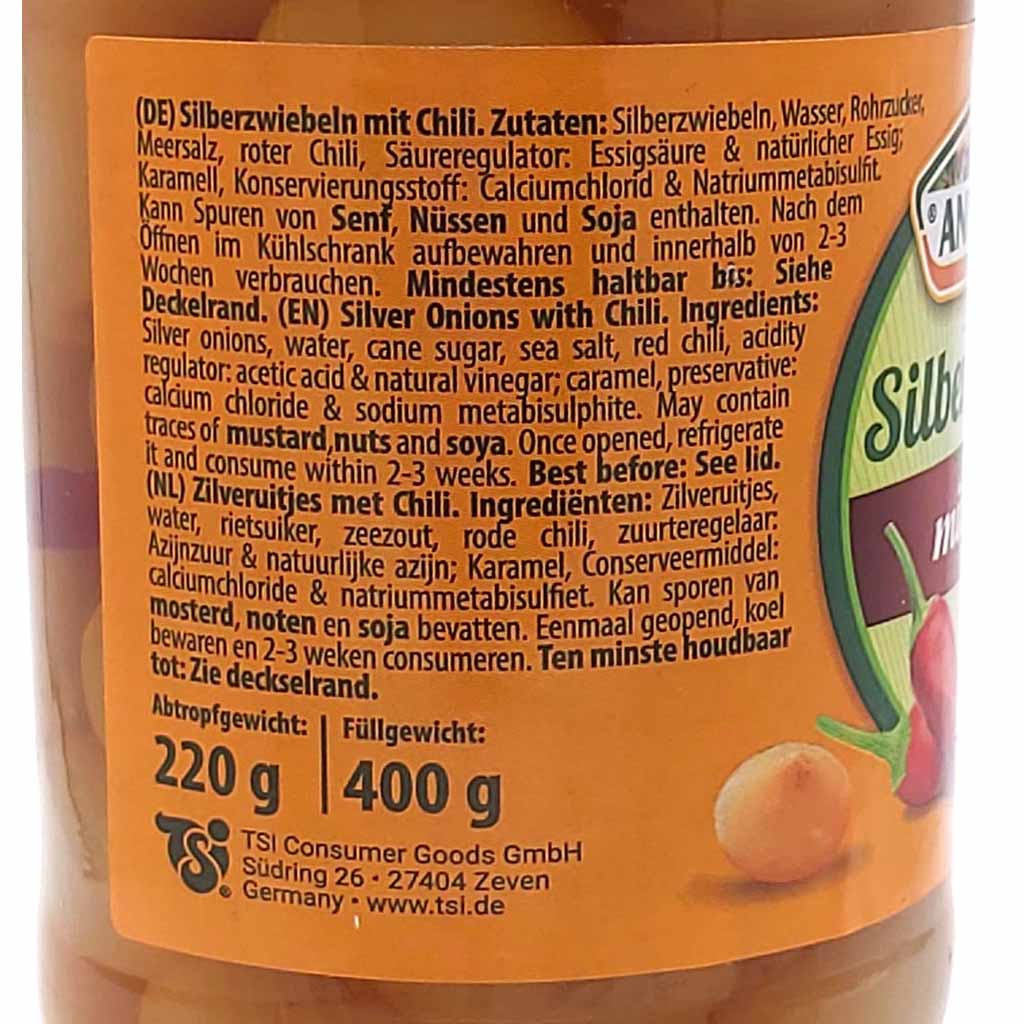 (DE) Silberzwiebeln mit Chili. Zutaten: Silberzwiebeln, Wasser, Rohrzucker,
Meersalz, roter Chili, Säureregulator: Essigsäure & natürlicher Essig;
Karamell, Konservierungsstoff: Calciumchlorid & Natriummetabisulfit.
Kann Spuren von Senf, Nüssen und Soja enthalten. Nach dem
Öffnen im Kühlschrank aufbewahren und innerhalb von 2-3
Wochen verbrauchen. Mindestens haltbar bis: Siehe
Deckelrand. (EN) Silver Onions with Chili. Ingredients:
Silver onions, water, cane sugar, sea salt, red chili, acidity
regulator: acetic acid & natural vinegar; caramel, preservative:
calcium chloride & sodium metabisulphite. May contain
traces of mustard,nuts and soya. Once opened, refrigerate
it and consume within 2-3 weeks. Best before: See lid.
(NL) Zilveruitjes met Chili. Ingrediënten: Zilveruitjes,
water, rietsuiker, zeezout, rode chili, zuurteregelaar:
Azijnzuur & natuurlijke azijn; Karamel, Conserveermiddel:
calciumchloride & natriummetabisulfiet. Kan sporen van
mosterd, noten en soja bevatten. Eenmaal geopend, koel
bewaren en 2-3 weken consumeren. Ten minste houdbaar
tot: Zie deckselrand.
Abtropfgewicht: Füllgewicht:
220 g 400 g
TSI
TSI Consumer Goods GmbH
Südring 26 · 27404 Zeven
Germany · www.tsi.de